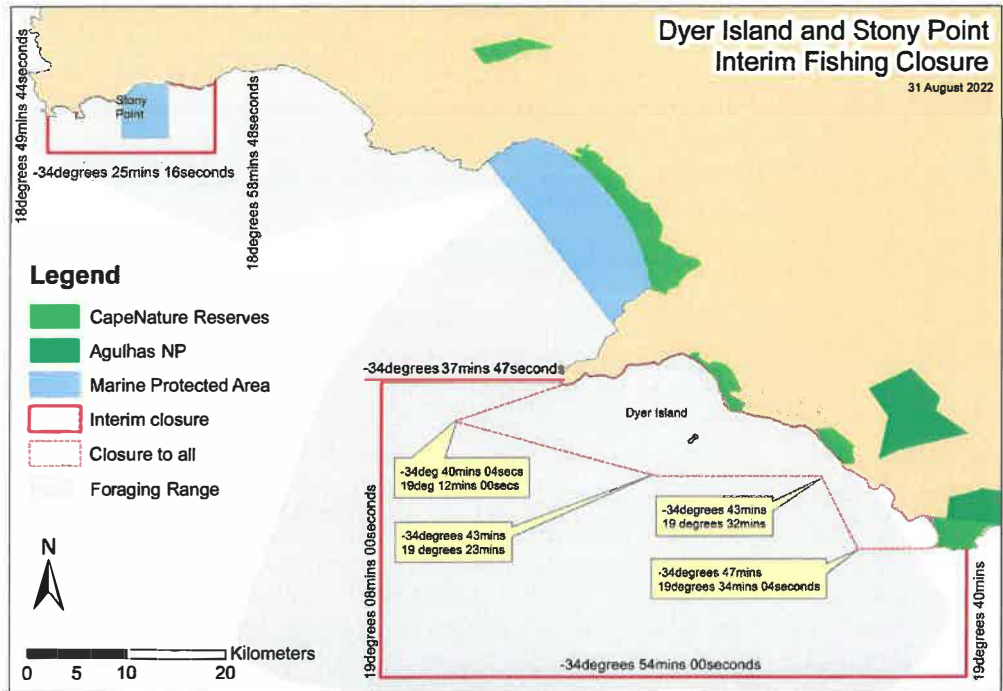 Dyer Island and Stony Point
Interim Fishing Closure
31 August 2022
18degrees 49mins 44seconds
Stony
Point
-34degrees 25mins 16seconds
18degrees 58mins 48seconds
Legend
CapeNature Reserves
Agulhas NP
Marine Protected Area
Interim closure
Closure to all
Foraging Range
N
0 5 10 20 Kilometers
-34degrees 37mins 47seconds
Dyer Island
-34deg 40mins 04secs
19deg 12mins 00secs
-34degrees 43mins
19 degrees 23mins
-34degrees 43mins
19 degrees 32mins
-34degrees 47mins
19degrees 34mins 04seconds
19degrees 08mins 00seconds
-34degrees 54mins 00seconds
19degrees 40mins